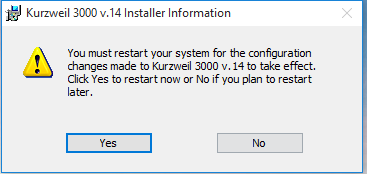 Kurzweil 3000 v.14 Installer Information
You must restart your system for the configuration
changes made to Kurzweil 3000 v.14 to take effect.
Click Yes to restart now or No if you plan to restart
later.
Yes
No